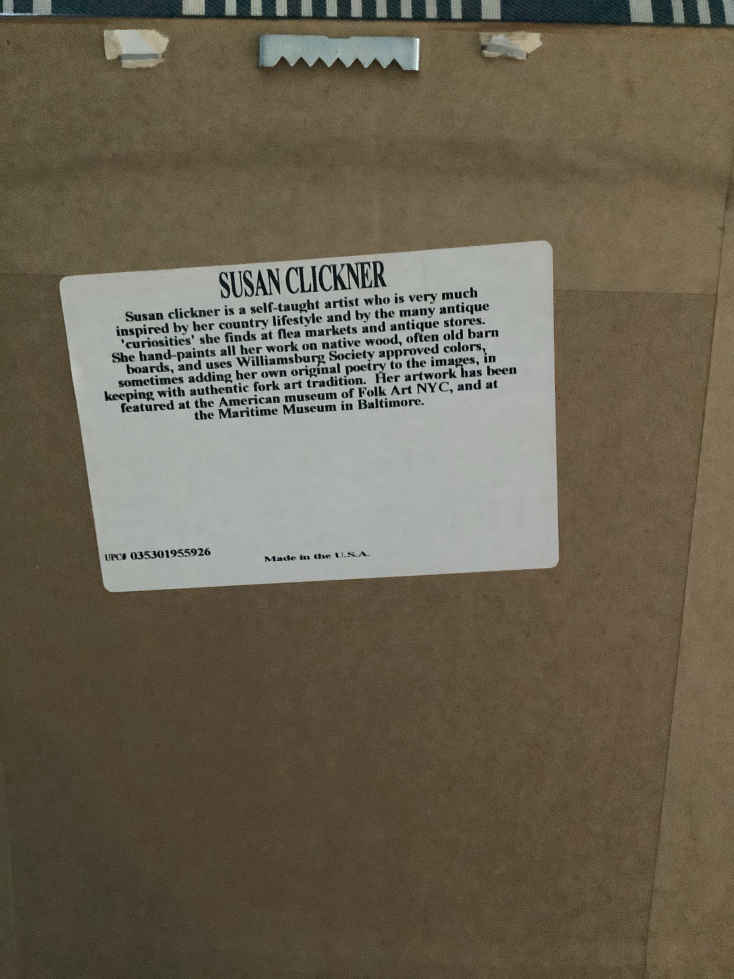 SUSAN CLICKNER
Susan clickner is a self-taught artist who is very much
inspired by her country lifestyle and by the many antique
'curiosities' she finds at flea markets and antique stores.
She hand-paints all her work on native wood, often old barn
boards, and uses Williamsburg Society approved colors,
sometimes adding her own original poetry to the images, in
keeping with authentic fork art tradition. Her artwork has been
featured at the American museum of Folk Art NYC, and at
the Maritime Museum in Baltimore.
UPC# 035301955926
Made in the U.S.A.